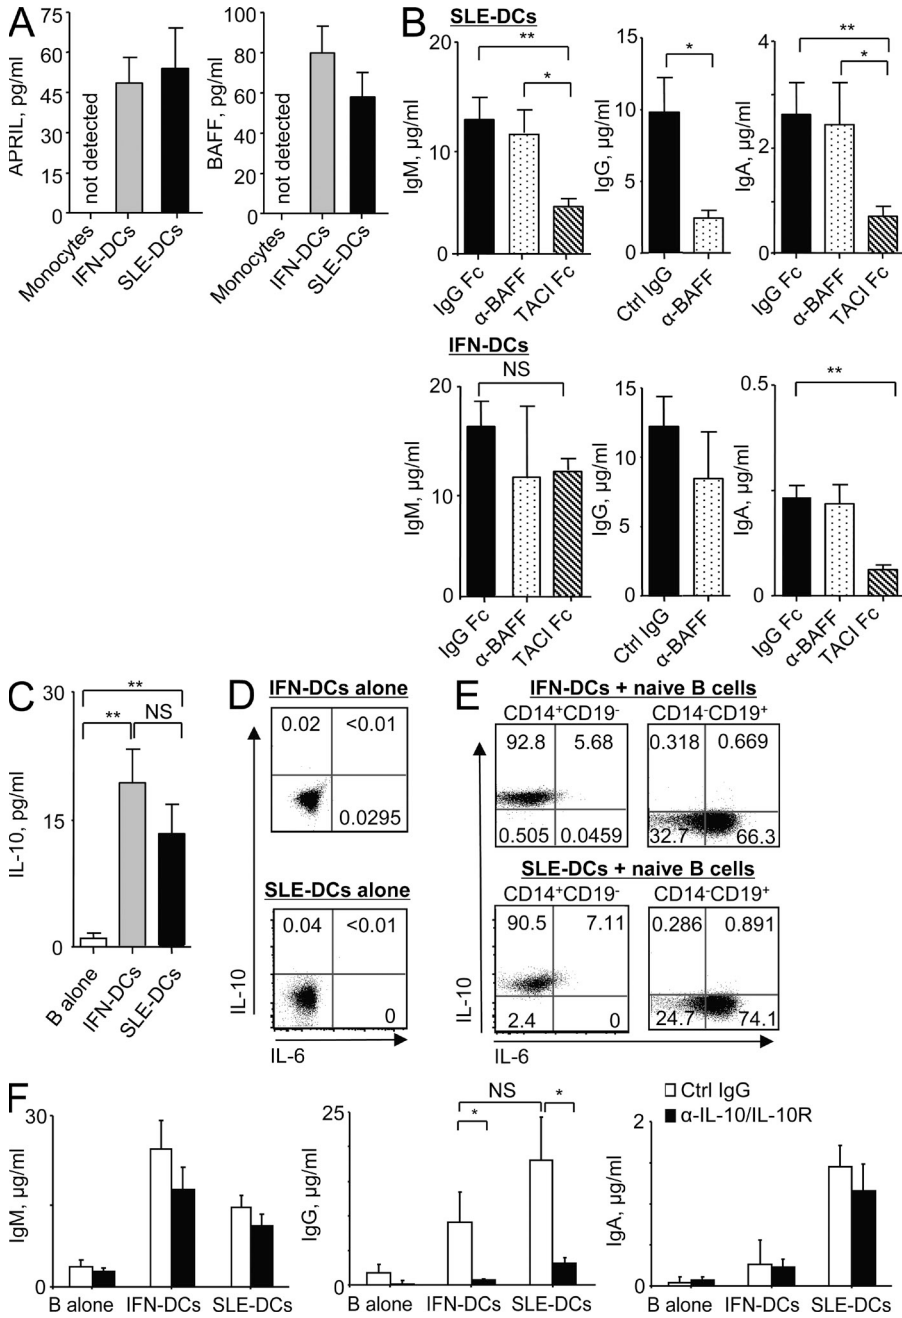 A
75
60
45
30
15
0
APRIL, pg/ml
not detected
Monocytes
IFN-DCs
SLE-DCs
100
80
60
40
20
0
BAFF, pg/ml
not detected
Monocytes
IFN-DCs
SLE-DCs
B
SLE-DCs
20
10
0
IgM, µg/ml
**
*
IgG Fc
α-BAFF
TACI Fc
15
10
5
0
IgG, µg/ml
*
Ctrl IgG
α-BAFF
4
2
0
IgA, µg/ml
**
*
IgG Fc
α-BAFF
TACI Fc
IFN-DCs
20
10
0
IgM, µg/ml
NS
IgG Fc
α-BAFF
TACI Fc
15
10
5
0
IgG, µg/ml
Ctrl IgG
α-BAFF
0.5
0
IgA, µg/ml
**
IgG Fc
α-BAFF
TACI Fc
C
30
15
0
IL-10, pg/ml
**
** NS
B alone
IFN-DCs
SLE-DCs
D
IFN-DCs alone
0.02 <0.01
0.0295
SLE-DCs alone
0.04 <0.01
0
IL-10
IL-6
E
IFN-DCs + naive B cells
CD14+CD19- CD14-CD19+
92.8 5.68
0.505 0.0459
0.318 0.669
32.7 66.3
SLE-DCs + naive B cells
CD14+CD19- CD14-CD19+
90.5 7.11
2.4 0
0.286 0.891
24.7 74.1
IL-10
IL-6
F
30
0
IgM, µg/ml
B alone IFN-DCs SLE-DCs
25
0
IgG, µg/ml
NS
* *
B alone IFN-DCs SLE-DCs
Ctrl IgG
α-IL-10/IL-10R
2
1
0
IgA, µg/ml
B alone IFN-DCs SLE-DCs